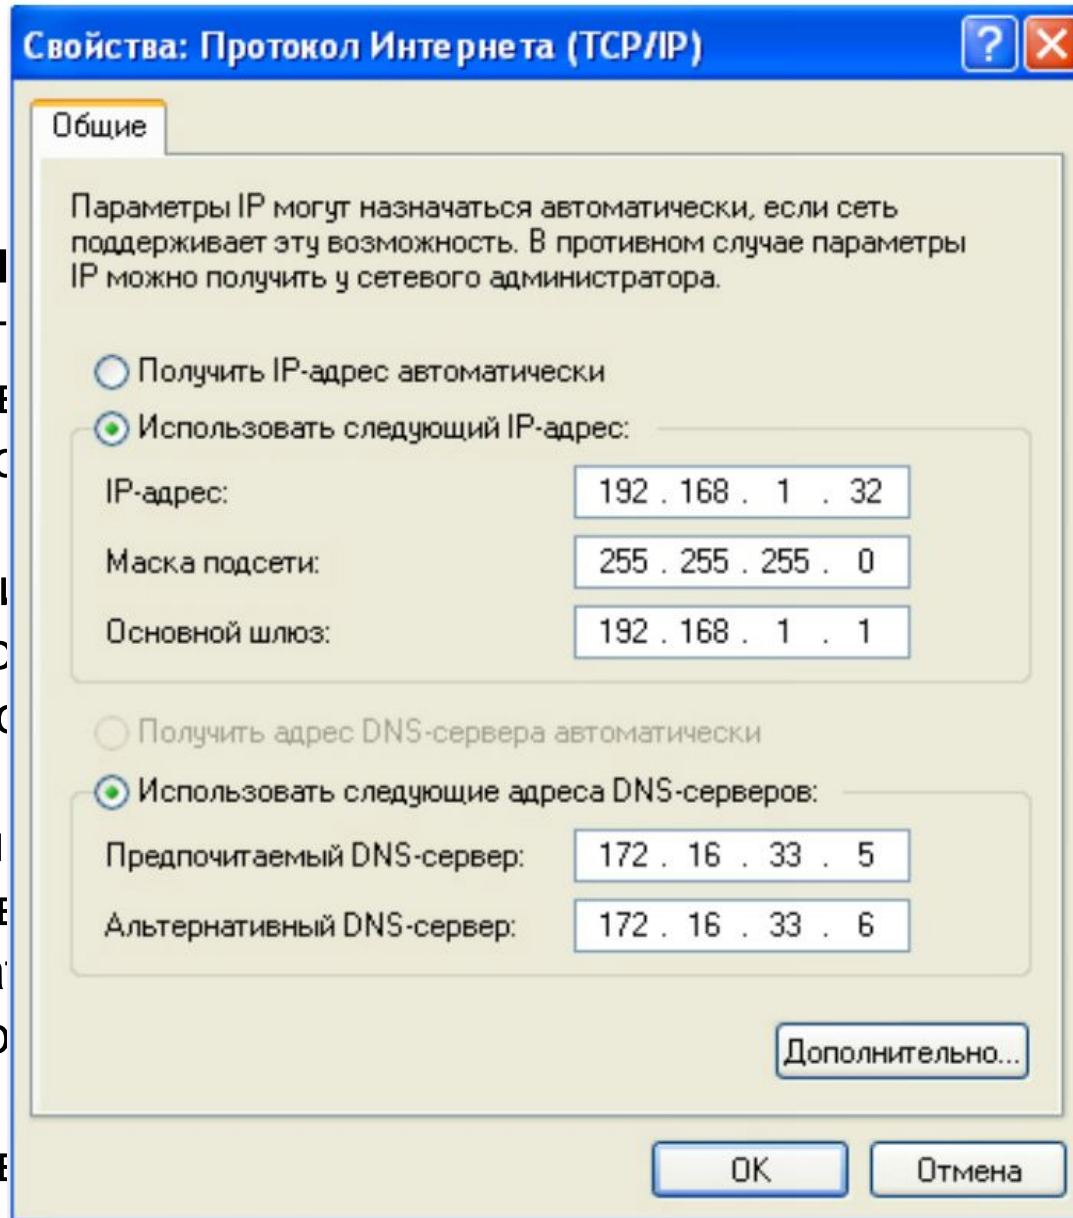 Свойства: Протокол Интернета (TCP/IP)
Общие
Параметры IP могут назначаться автоматически, если сеть
поддерживает эту возможность. В противном случае параметры
IP можно получить у сетевого администратора.
Получить IP-адрес автоматически
Использовать следующий IP-адрес:
IP-адрес: 192 . 168 . 1 . 32
Маска подсети: 255 . 255 . 255 . 0
Основной шлюз: 192 . 168 . 1 . 1
Получить адрес DNS-сервера автоматически
Использовать следующие адреса DNS-серверов:
Предпочитаемый DNS-сервер: 172 . 16 . 33 . 5
Альтернативный DNS-сервер: 172 . 16 . 33 . 6
Дополнительно...
OK Отмена